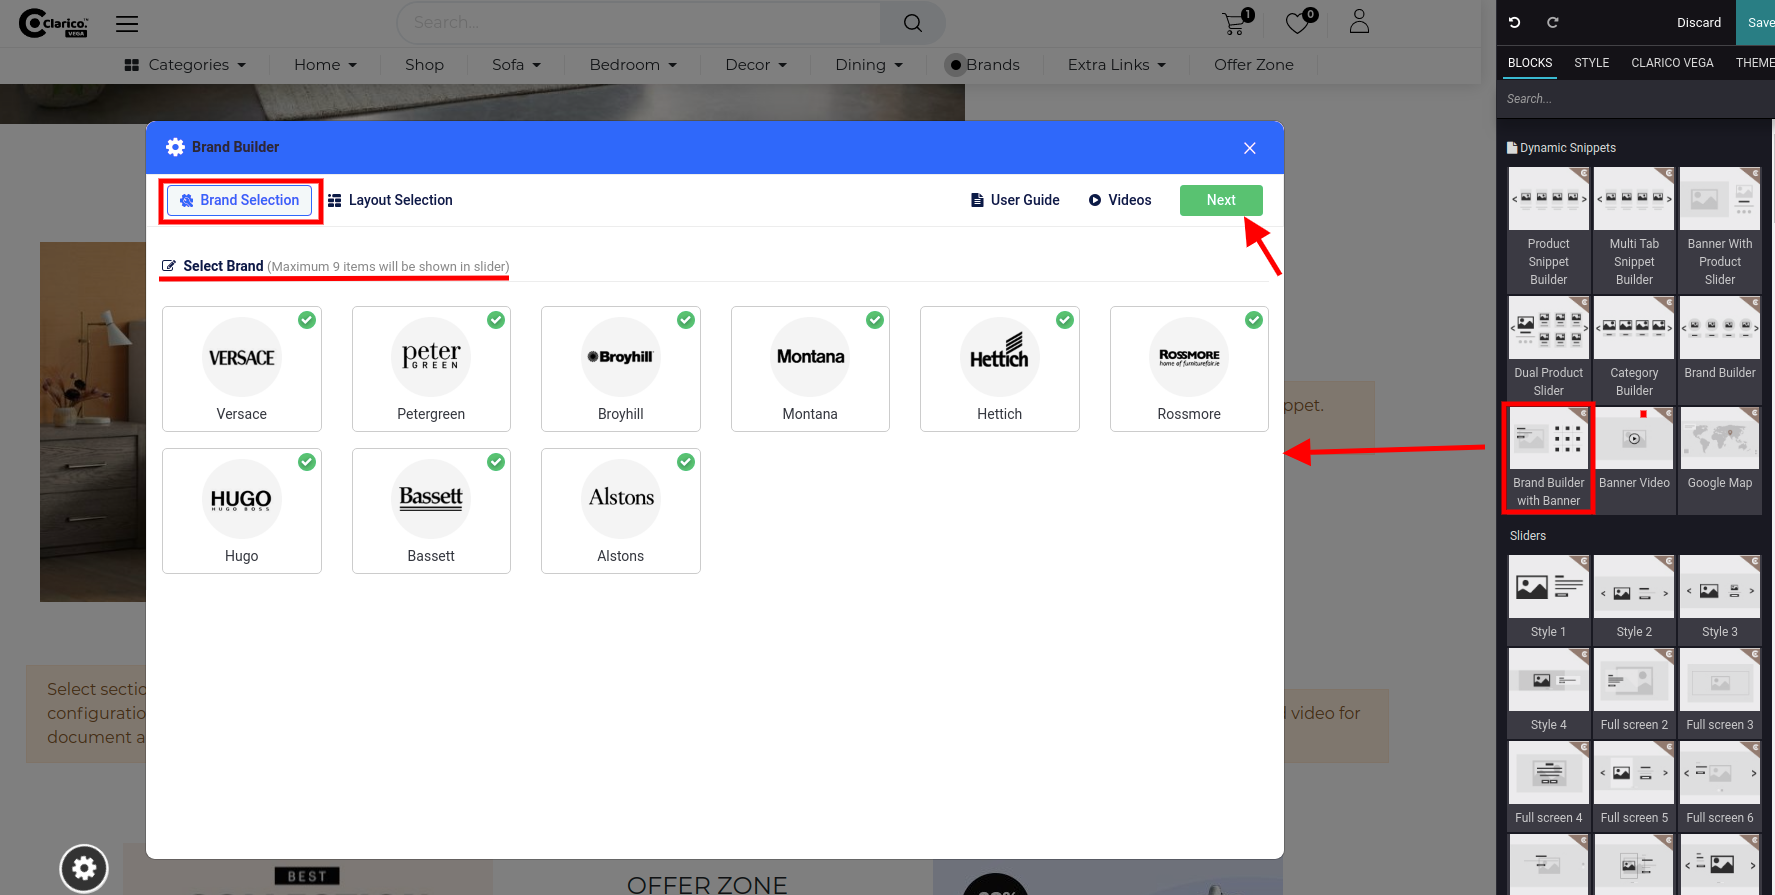 Clarico
VEGA
Search...
1
0
Discard
Save
Categories
Home
Shop
Sofa
Bedroom
Decor
Dining
Brands
Extra Links
Offer Zone
BLOCKS
STYLE
CLARICO VEGA
THEME
Search...
Brand Builder
Brand Selection
Layout Selection
User Guide
Videos
Next
Select Brand (Maximum 9 items will be shown in slider)
VERSACE
Versace
peter
GREEN
Petergreen
Broyhill
Broyhill
Montana
Montana
Hettich
Hettich
ROSSMORE
home of furniturefair.ie
Rossmore
HUGO
HUGO BOSS
Hugo
Bassett
Bassett
Alstons
Alstons
ppet.
Select sectio
configuratio
document a
video for
BEST
OFFER ZONE
Dynamic Snippets
Product
Snippet
Builder
Multi Tab
Snippet
Builder
Banner With
Product
Slider
Dual Product
Slider
Category
Builder
Brand Builder
Brand Builder
with Banner
Banner Video
Google Map
Sliders
Style 1
Style 2
Style 3
Style 4
Full screen 2
Full screen 3
Full screen 4
Full screen 5
Full screen 6